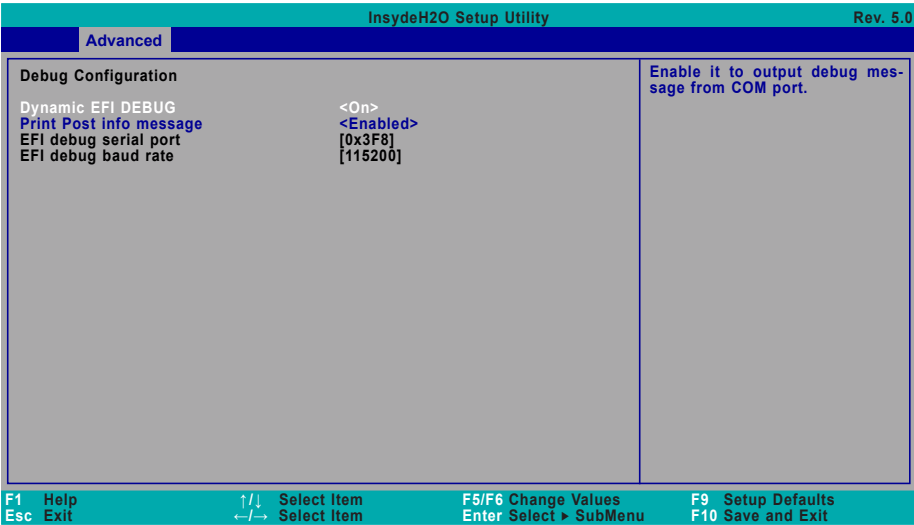 InsydeH2O Setup Utility Rev. 5.0
Advanced
Debug Configuration
Dynamic EFI DEBUG <On>
Print Post info message <Enabled>
EFI debug serial port [0x3F8]
EFI debug baud rate [115200]
Enable it to output debug mes-
sage from COM port.
F1 Help ↑/↓ Select Item F5/F6 Change Values F9 Setup Defaults
Esc Exit ←/→ Select Item Enter Select ▶ SubMenu F10 Save and Exit